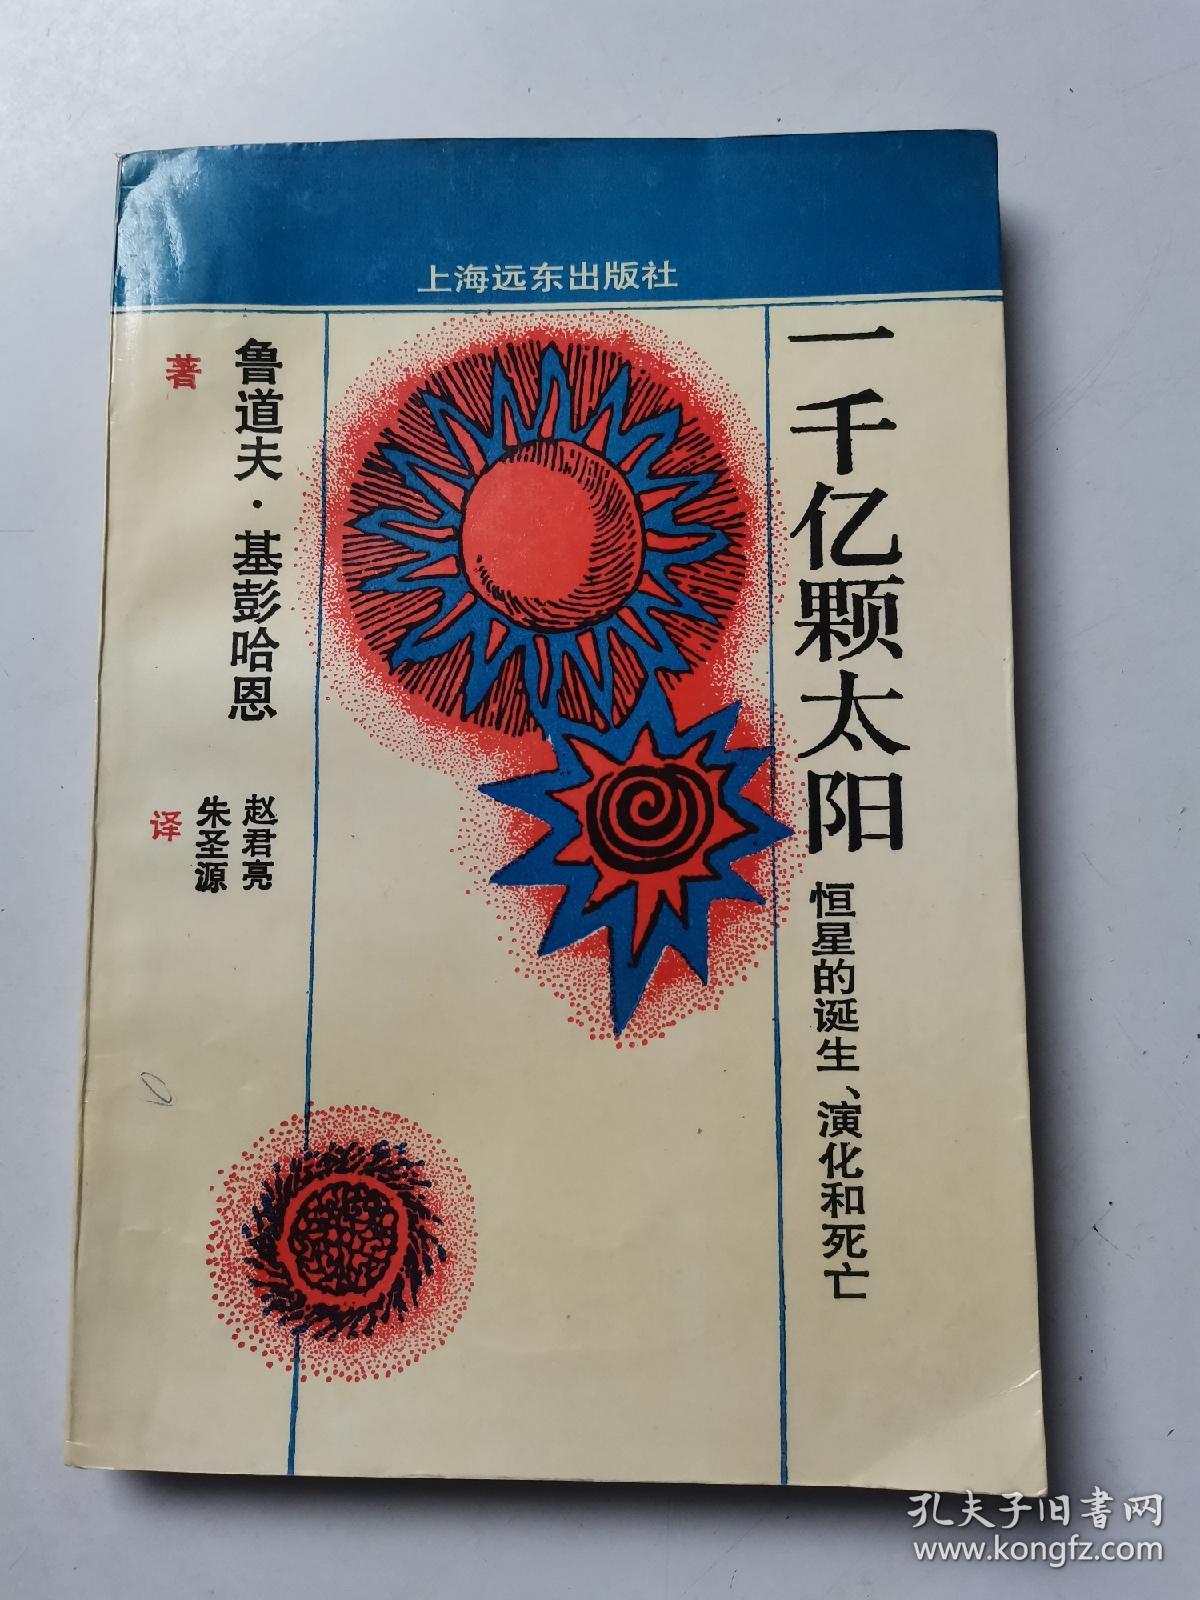 上海远东出版社
一千亿颗太阳
恒星的诞生、演化和死亡
鲁道夫·基彭哈恩
著
赵君亮
朱圣源
译
孔夫子旧书网
www.kongfz.com